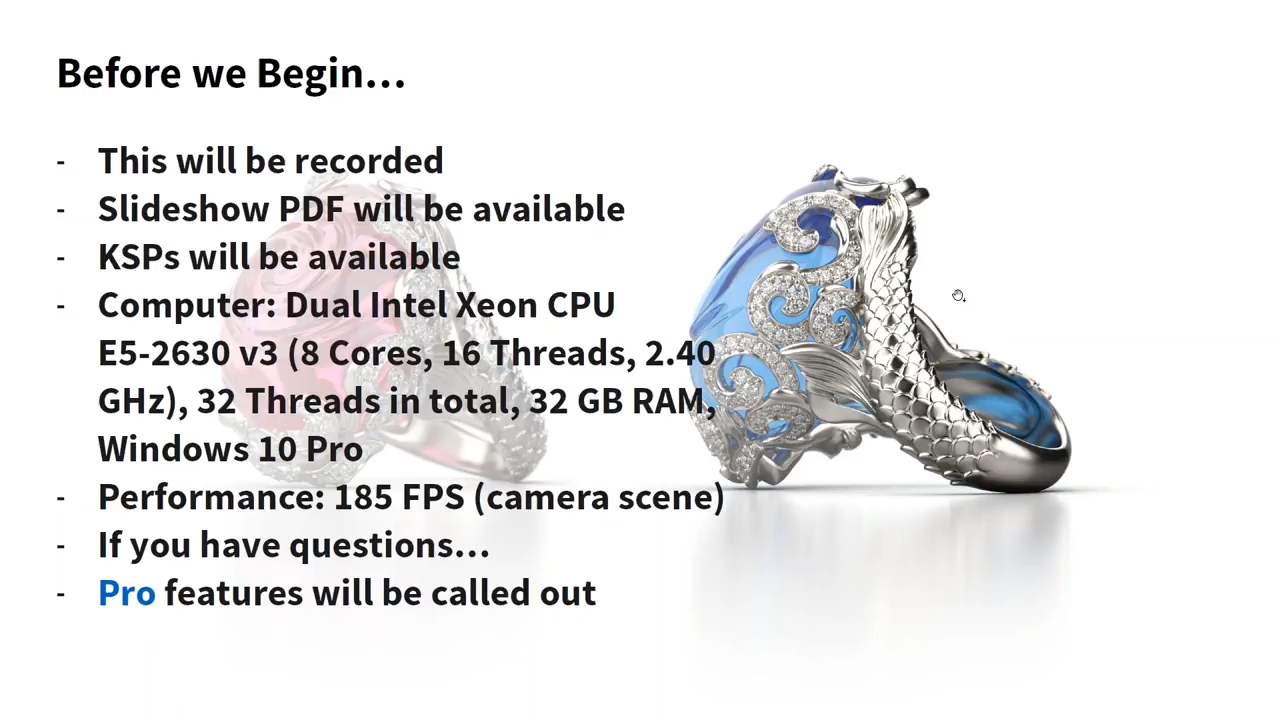 Before we Begin...
- This will be recorded
- Slideshow PDF will be available
- KSPs will be available
- Computer: Dual Intel Xeon CPU
E5-2630 v3 (8 Cores, 16 Threads, 2.40
GHz), 32 Threads in total, 32 GB RAM,
Windows 10 Pro
- Performance: 185 FPS (camera scene)
- If you have questions...
- Pro features will be called out